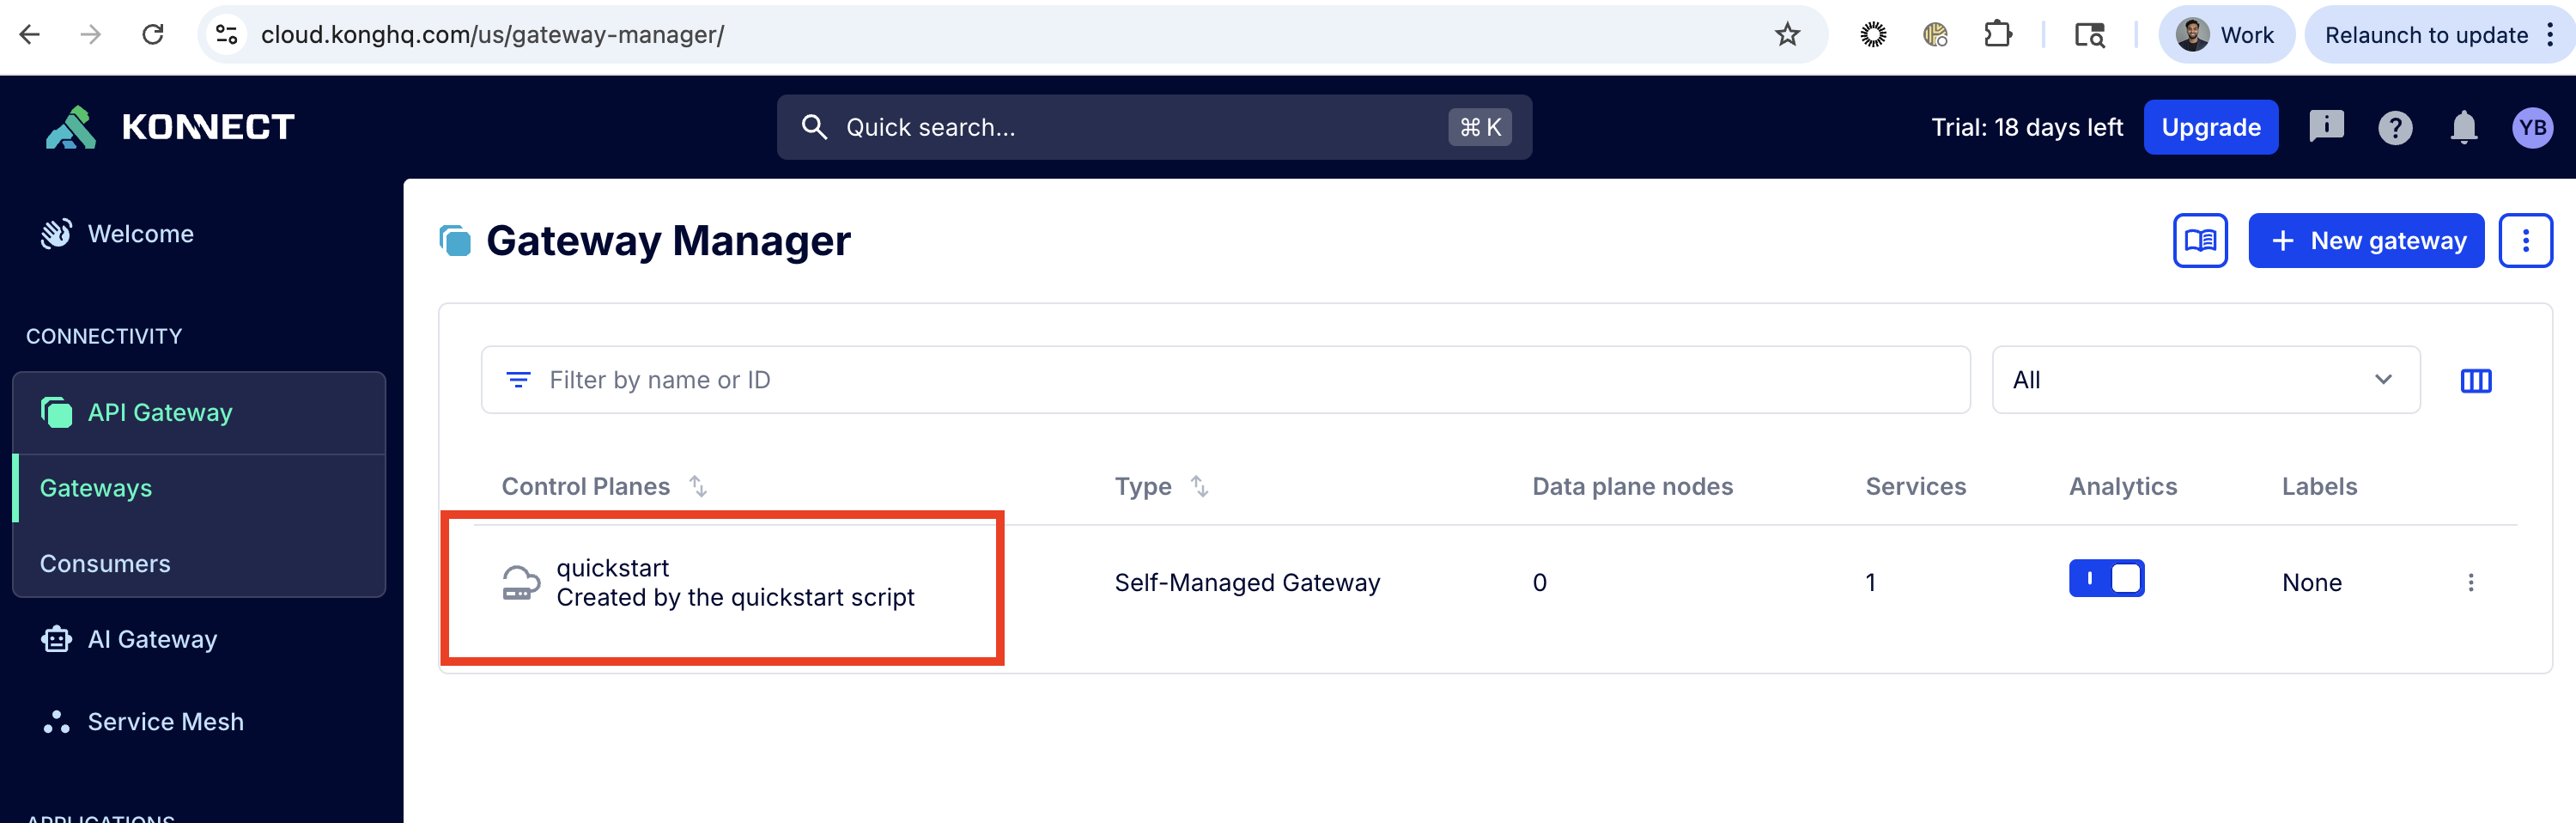 cloud.konghq.com/us/gateway-manager/
Work
Relaunch to update
KONNECT
Quick search...
⌘ K
Trial: 18 days left
Upgrade
YB
Welcome
CONNECTIVITY
API Gateway
Gateways
Consumers
AI Gateway
Service Mesh
APPLICATIONS
Gateway Manager
+ New gateway
Filter by name or ID
All
Control Planes Type Data plane nodes Services Analytics Labels
quickstart
Created by the quickstart script
Self-Managed Gateway 0 1 None